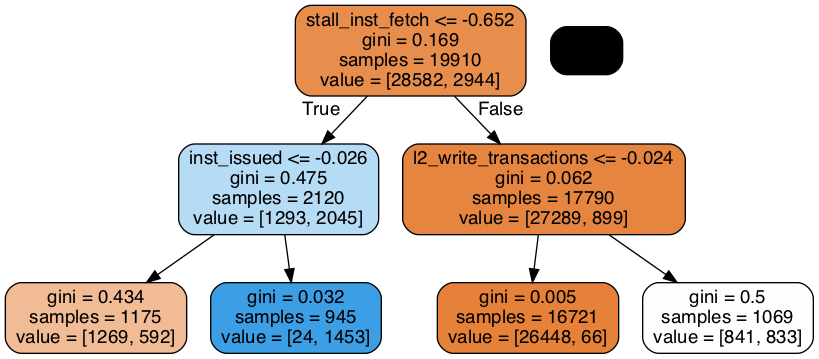 stall_inst_fetch <= -0.652
gini = 0.169
samples = 19910
value = [28582, 2944]
True
False
inst_issued <= -0.026
gini = 0.475
samples = 2120
value = [1293, 2045]
l2_write_transactions <= -0.024
gini = 0.062
samples = 17790
value = [27289, 899]
gini = 0.434
samples = 1175
value = [1269, 592]
gini = 0.032
samples = 945
value = [24, 1453]
gini = 0.005
samples = 16721
value = [26448, 66]
gini = 0.5
samples = 1069
value = [841, 833]